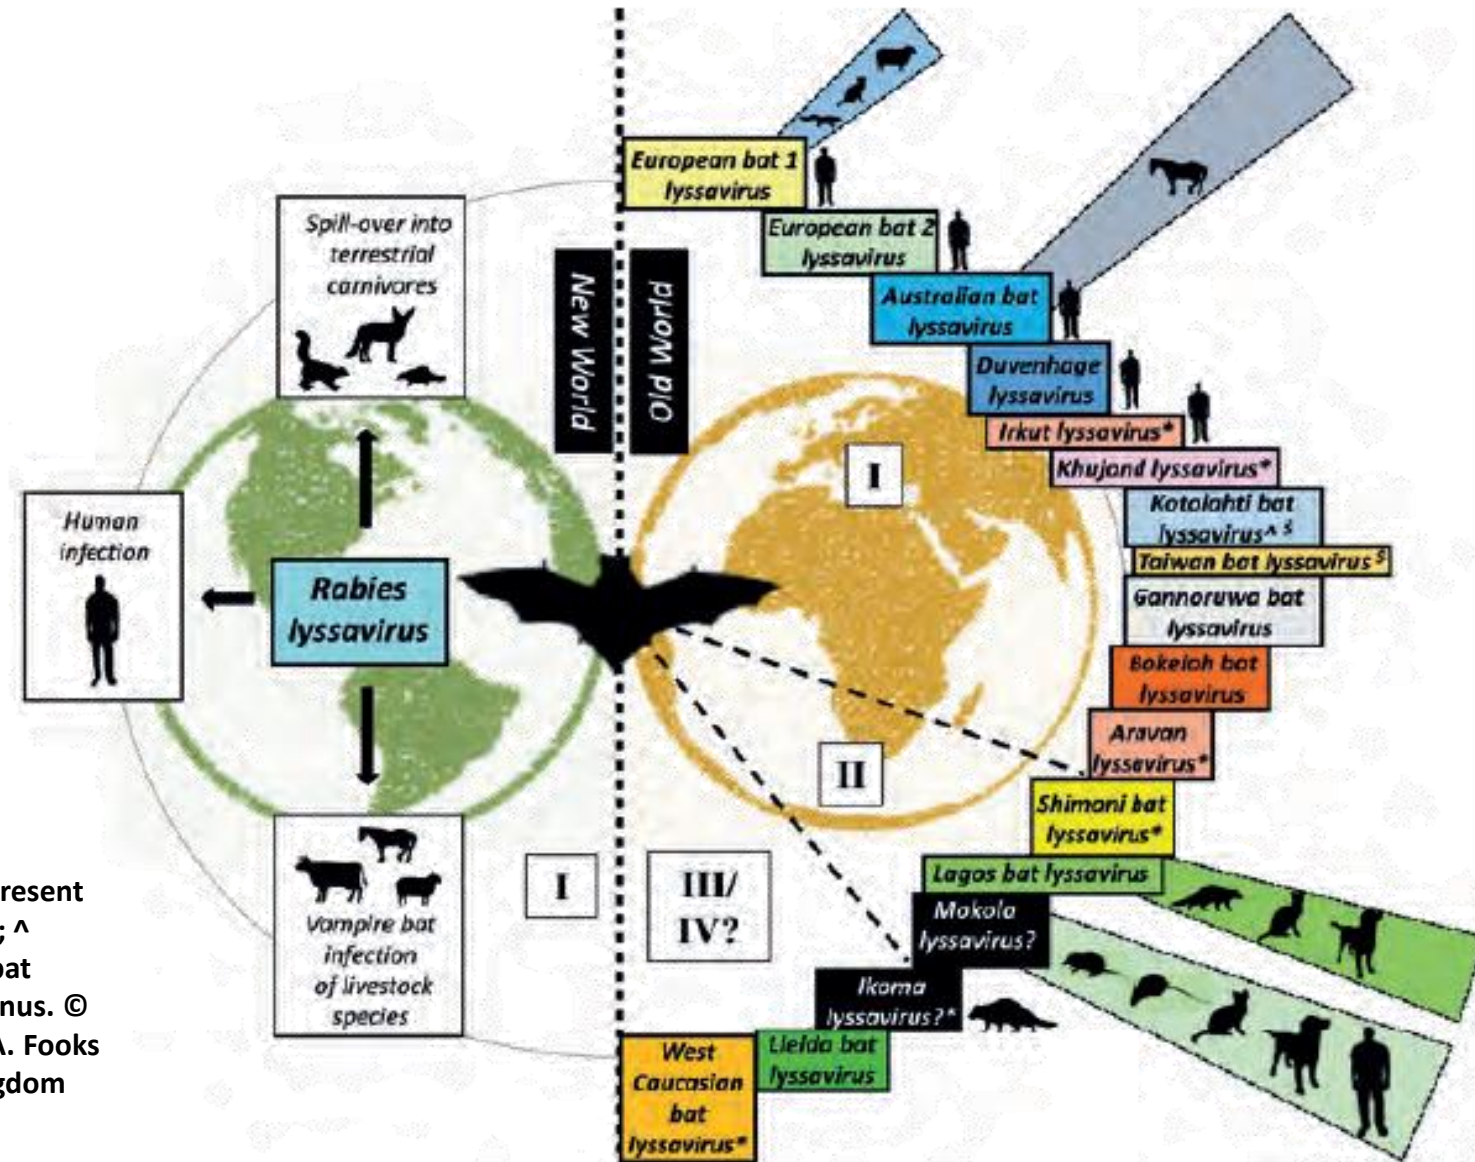 Spill-over into
terrestrial
carnivores
Human
infection
Rabies
lyssavirus
Vampire bat
infection
of livestock
species
New World
Old World
I
I
II
III/
IV?
European bat 1
lyssavirus
European bat 2
lyssavirus
Australian bat
lyssavirus
Duvenhage
lyssavirus
Irkut lyssavirus*
Khujand lyssavirus*
Kotolahti bat
lyssavirus^ $
Taiwan bat lyssavirus $
Gannoruwa bat
lyssavirus
Bokeloh bat
lyssavirus
Aravan
lyssavirus*
Shimoni bat
lyssavirus*
Lagos bat lyssavirus
Mokola
lyssavirus?
Ikoma
lyssavirus?*
Lleida bat
lyssavirus
West
Caucasian
bat
lyssavirus*
resent
; ^
bat
nus. ©
A. Fooks
gdom